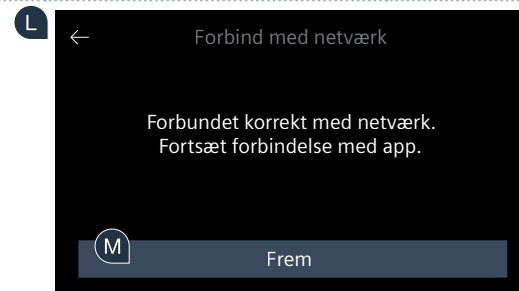 L
Forbind med netværk
Forbundet korrekt med netværk.
Fortsæt forbindelse med app.
M
Frem